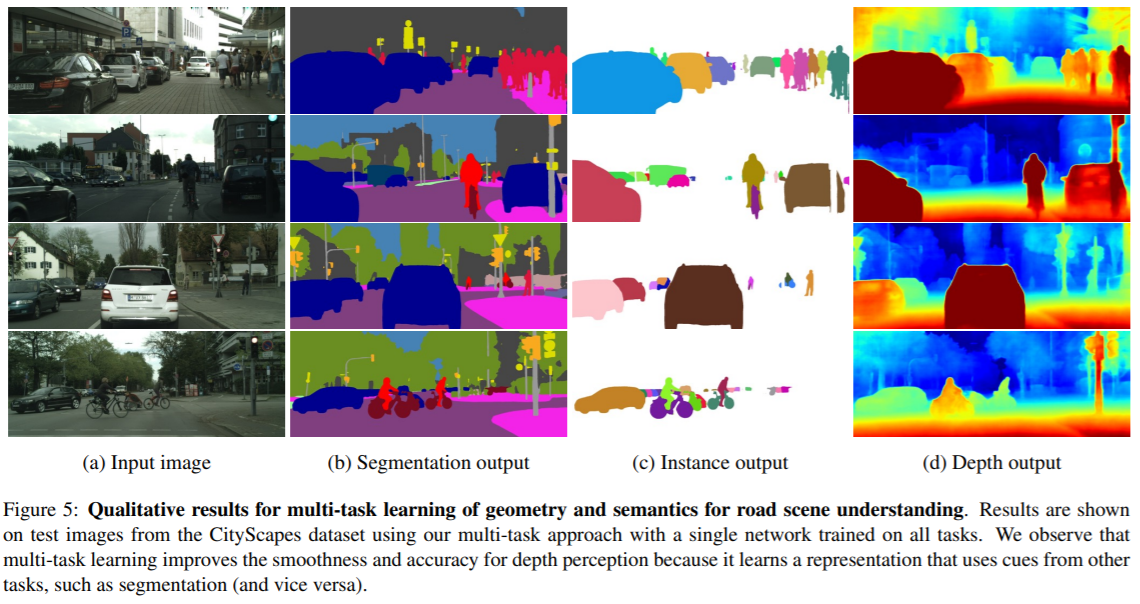 (a) Input image
(b) Segmentation output
(c) Instance output
(d) Depth output
Figure 5: Qualitative results for multi-task learning of geometry and semantics for road scene understanding. Results are shown
on test images from the CityScapes dataset using our multi-task approach with a single network trained on all tasks. We observe that
multi-task learning improves the smoothness and accuracy for depth perception because it learns a representation that uses cues from other
tasks, such as segmentation (and vice versa).